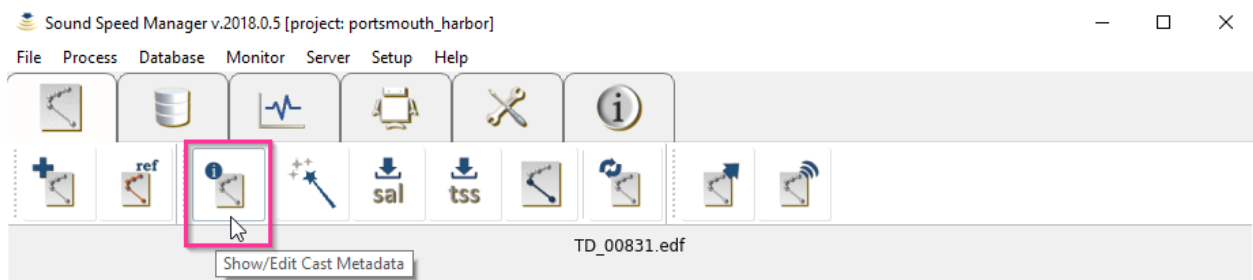 Sound Speed Manager v.2018.0.5 [project: portsmouth_harbor]
File Process Database Monitor Server Setup Help
i
ref i sal tss
TD_00831.edf
Show/Edit Cast Metadata